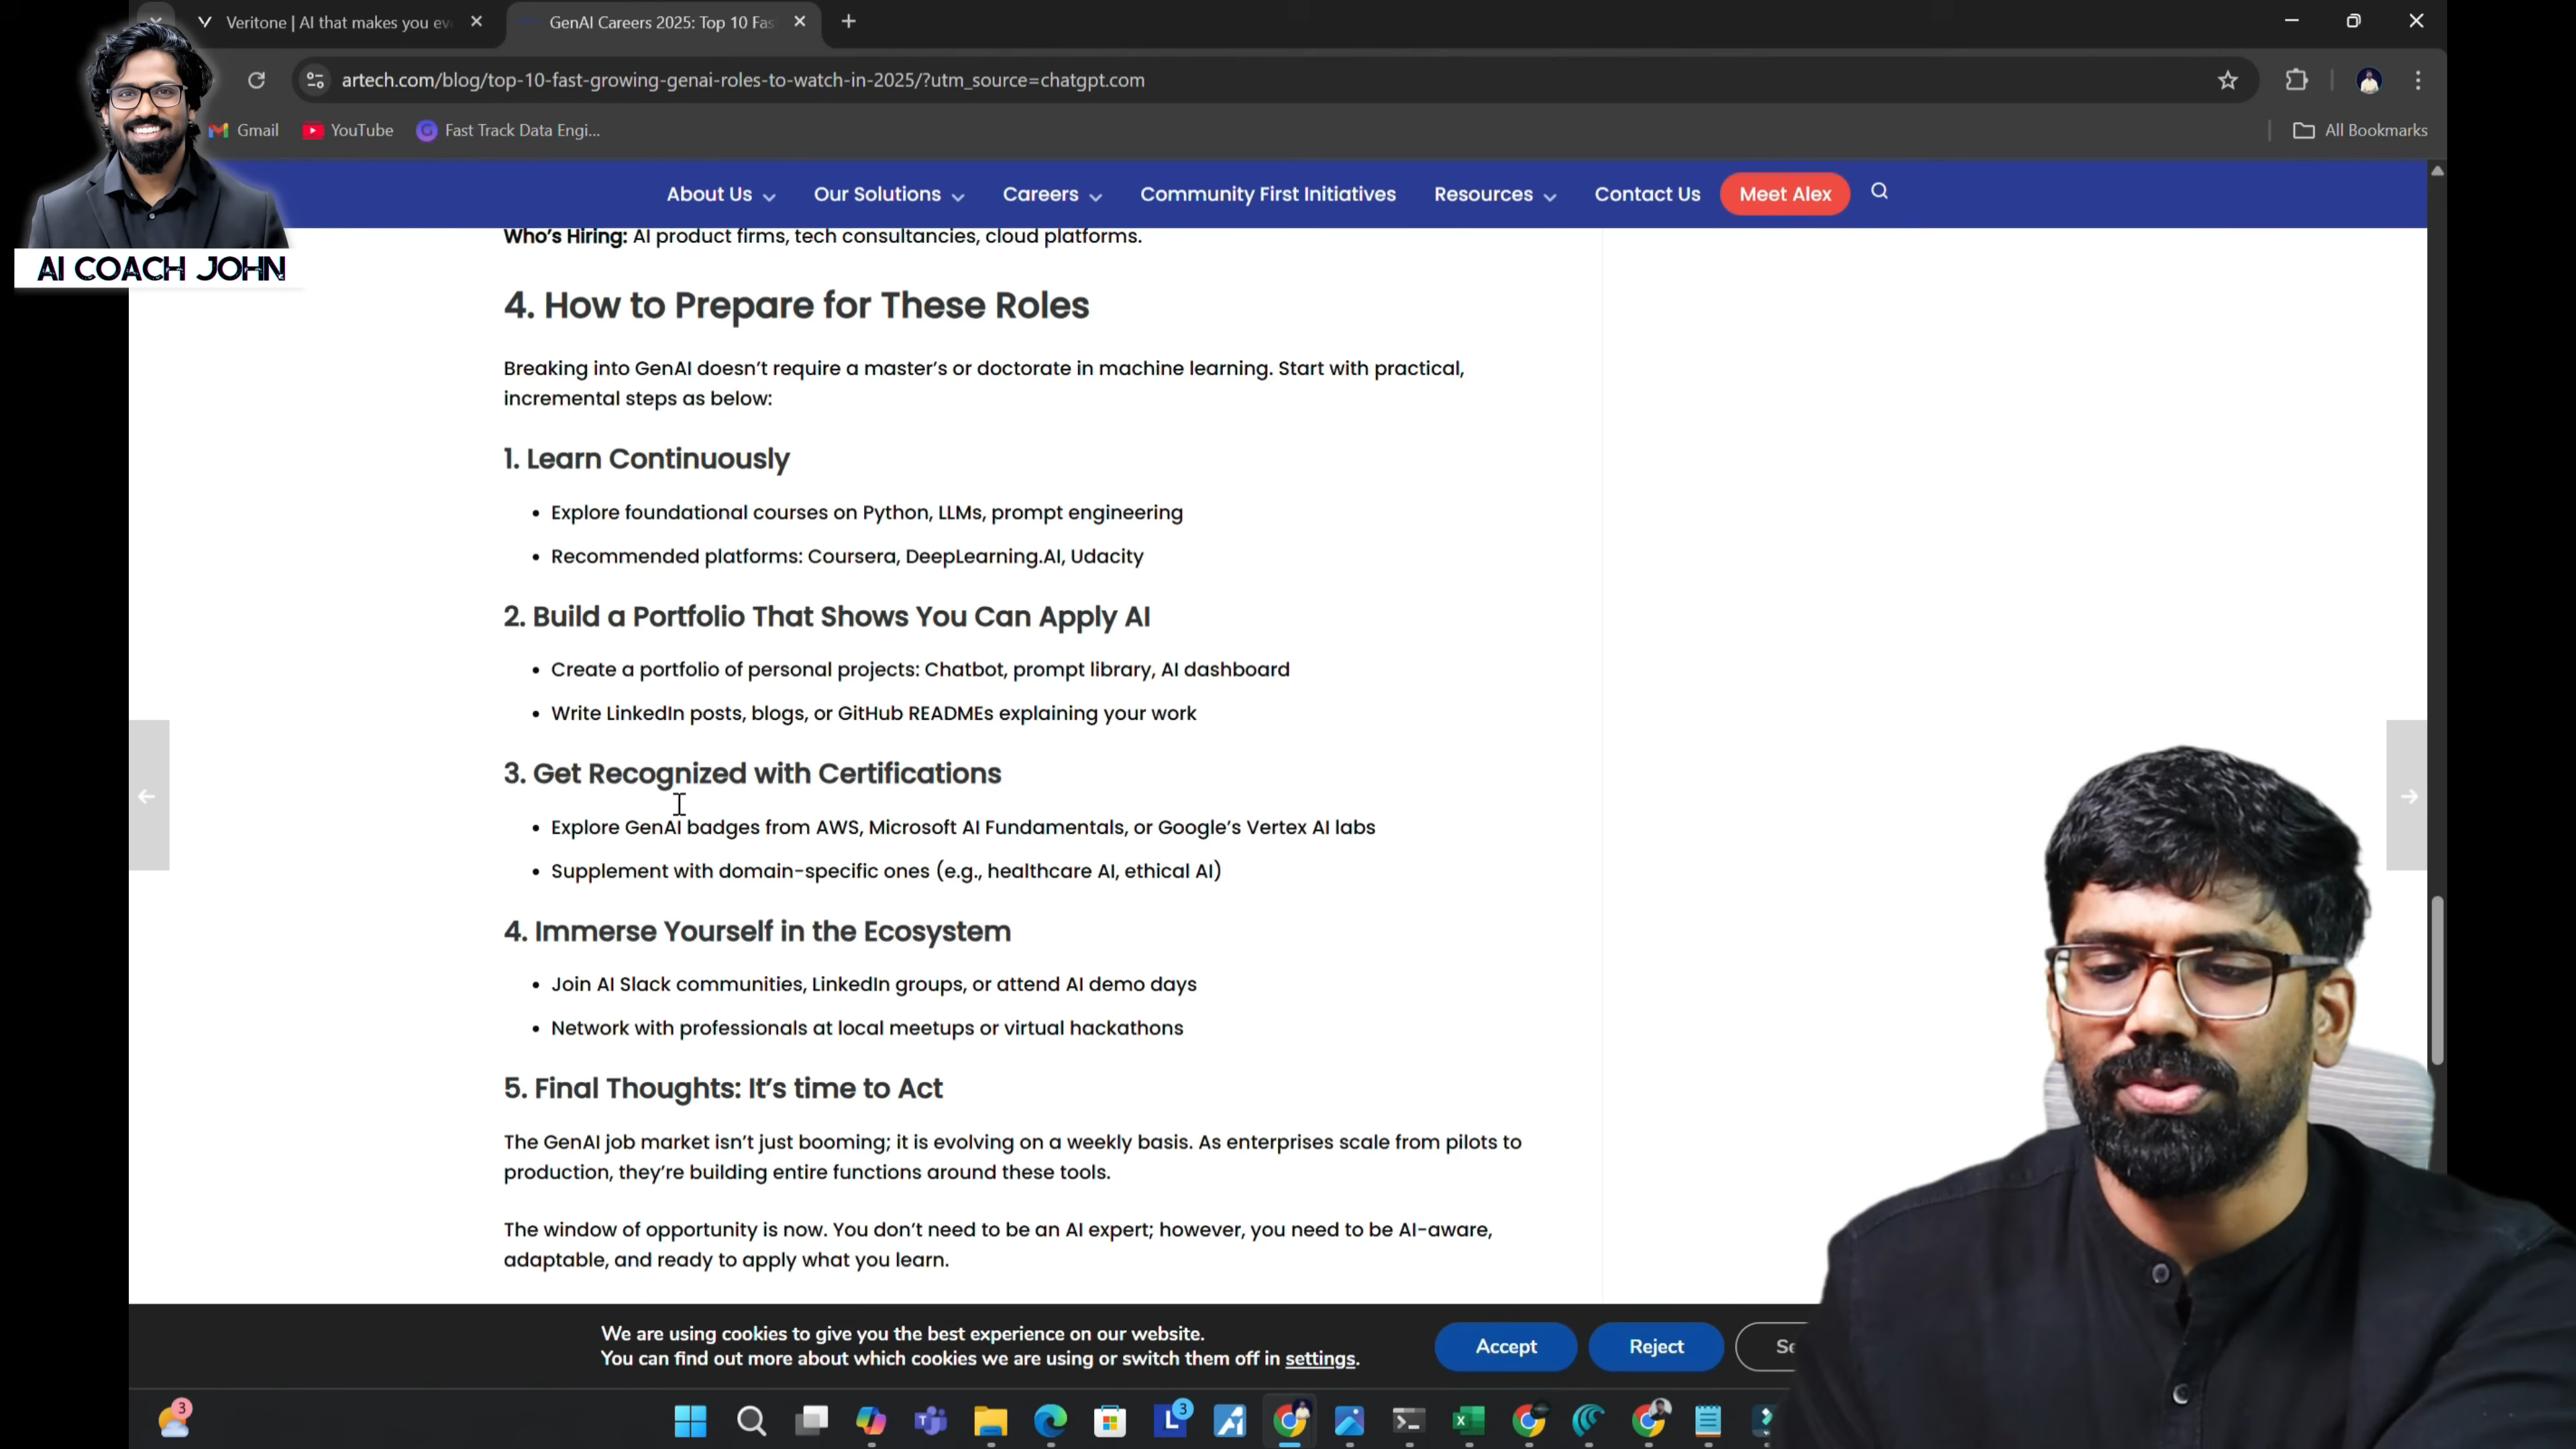 Veritone | AI that makes you eve
GenAI Careers 2025: Top 10 Fas
artech.com/blog/top-10-fast-growing-genai-roles-to-watch-in-2025/?utm_source=chatgpt.com
Gmail
YouTube
Fast Track Data Engi...
All Bookmarks
AI COACH JOHN
About Us
Our Solutions
Careers
Community First Initiatives
Resources
Contact Us
Meet Alex
Who's Hiring: AI product firms, tech consultancies, cloud platforms.
4. How to Prepare for These Roles
Breaking into GenAI doesn't require a master's or doctorate in machine learning. Start with practical,
incremental steps as below:
1. Learn Continuously
• Explore foundational courses on Python, LLMs, prompt engineering
• Recommended platforms: Coursera, DeepLearning.AI, Udacity
2. Build a Portfolio That Shows You Can Apply AI
• Create a portfolio of personal projects: Chatbot, prompt library, AI dashboard
• Write LinkedIn posts, blogs, or GitHub READMEs explaining your work
3. Get Recognized with Certifications
• Explore GenAI badges from AWS, Microsoft AI Fundamentals, or Google's Vertex AI labs
• Supplement with domain-specific ones (e.g., healthcare AI, ethical AI)
4. Immerse Yourself in the Ecosystem
• Join AI Slack communities, LinkedIn groups, or attend AI demo days
• Network with professionals at local meetups or virtual hackathons
5. Final Thoughts: It's time to Act
The GenAI job market isn't just booming; it is evolving on a weekly basis. As enterprises scale from pilots to
production, they're building entire functions around these tools.
The window of opportunity is now. You don't need to be an AI expert; however, you need to be AI-aware,
adaptable, and ready to apply what you learn.
We are using cookies to give you the best experience on our website.
You can find out more about which cookies we are using or switch them off in settings.
Accept
Reject
Se
3
3